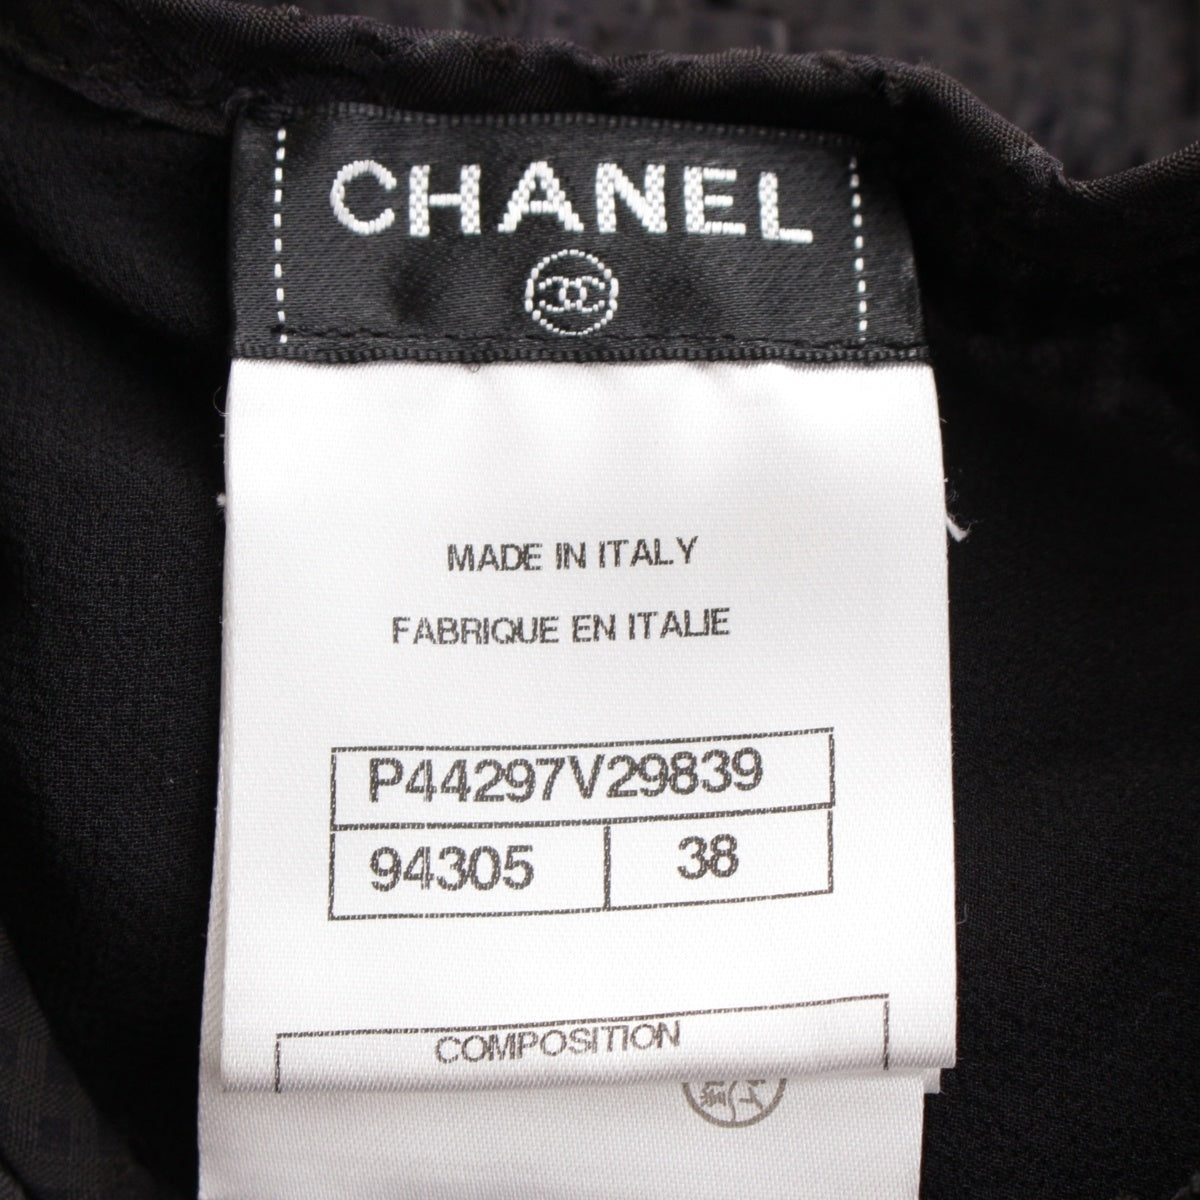 CHANEL
MADE IN ITALY
FABRIQUE EN ITALIE
P44297V29839
94305 38
COMPOSITION